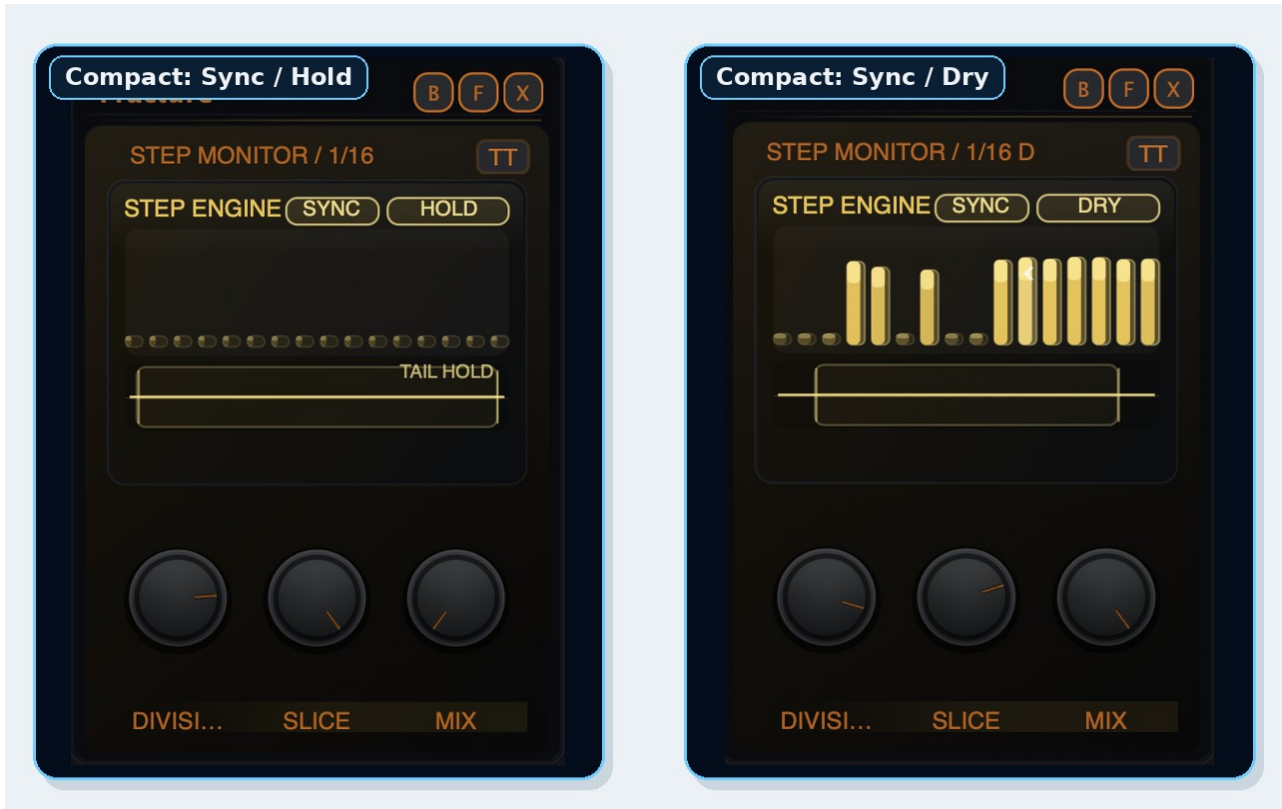 Compact: Sync / Hold
Fracture
B F X
STEP MONITOR / 1/16
TT
STEP ENGINE SYNC HOLD
TAIL HOLD
DIVISI... SLICE MIX
Compact: Sync / Dry
B F X
STEP MONITOR / 1/16 D
TT
STEP ENGINE SYNC DRY
DIVISI... SLICE MIX